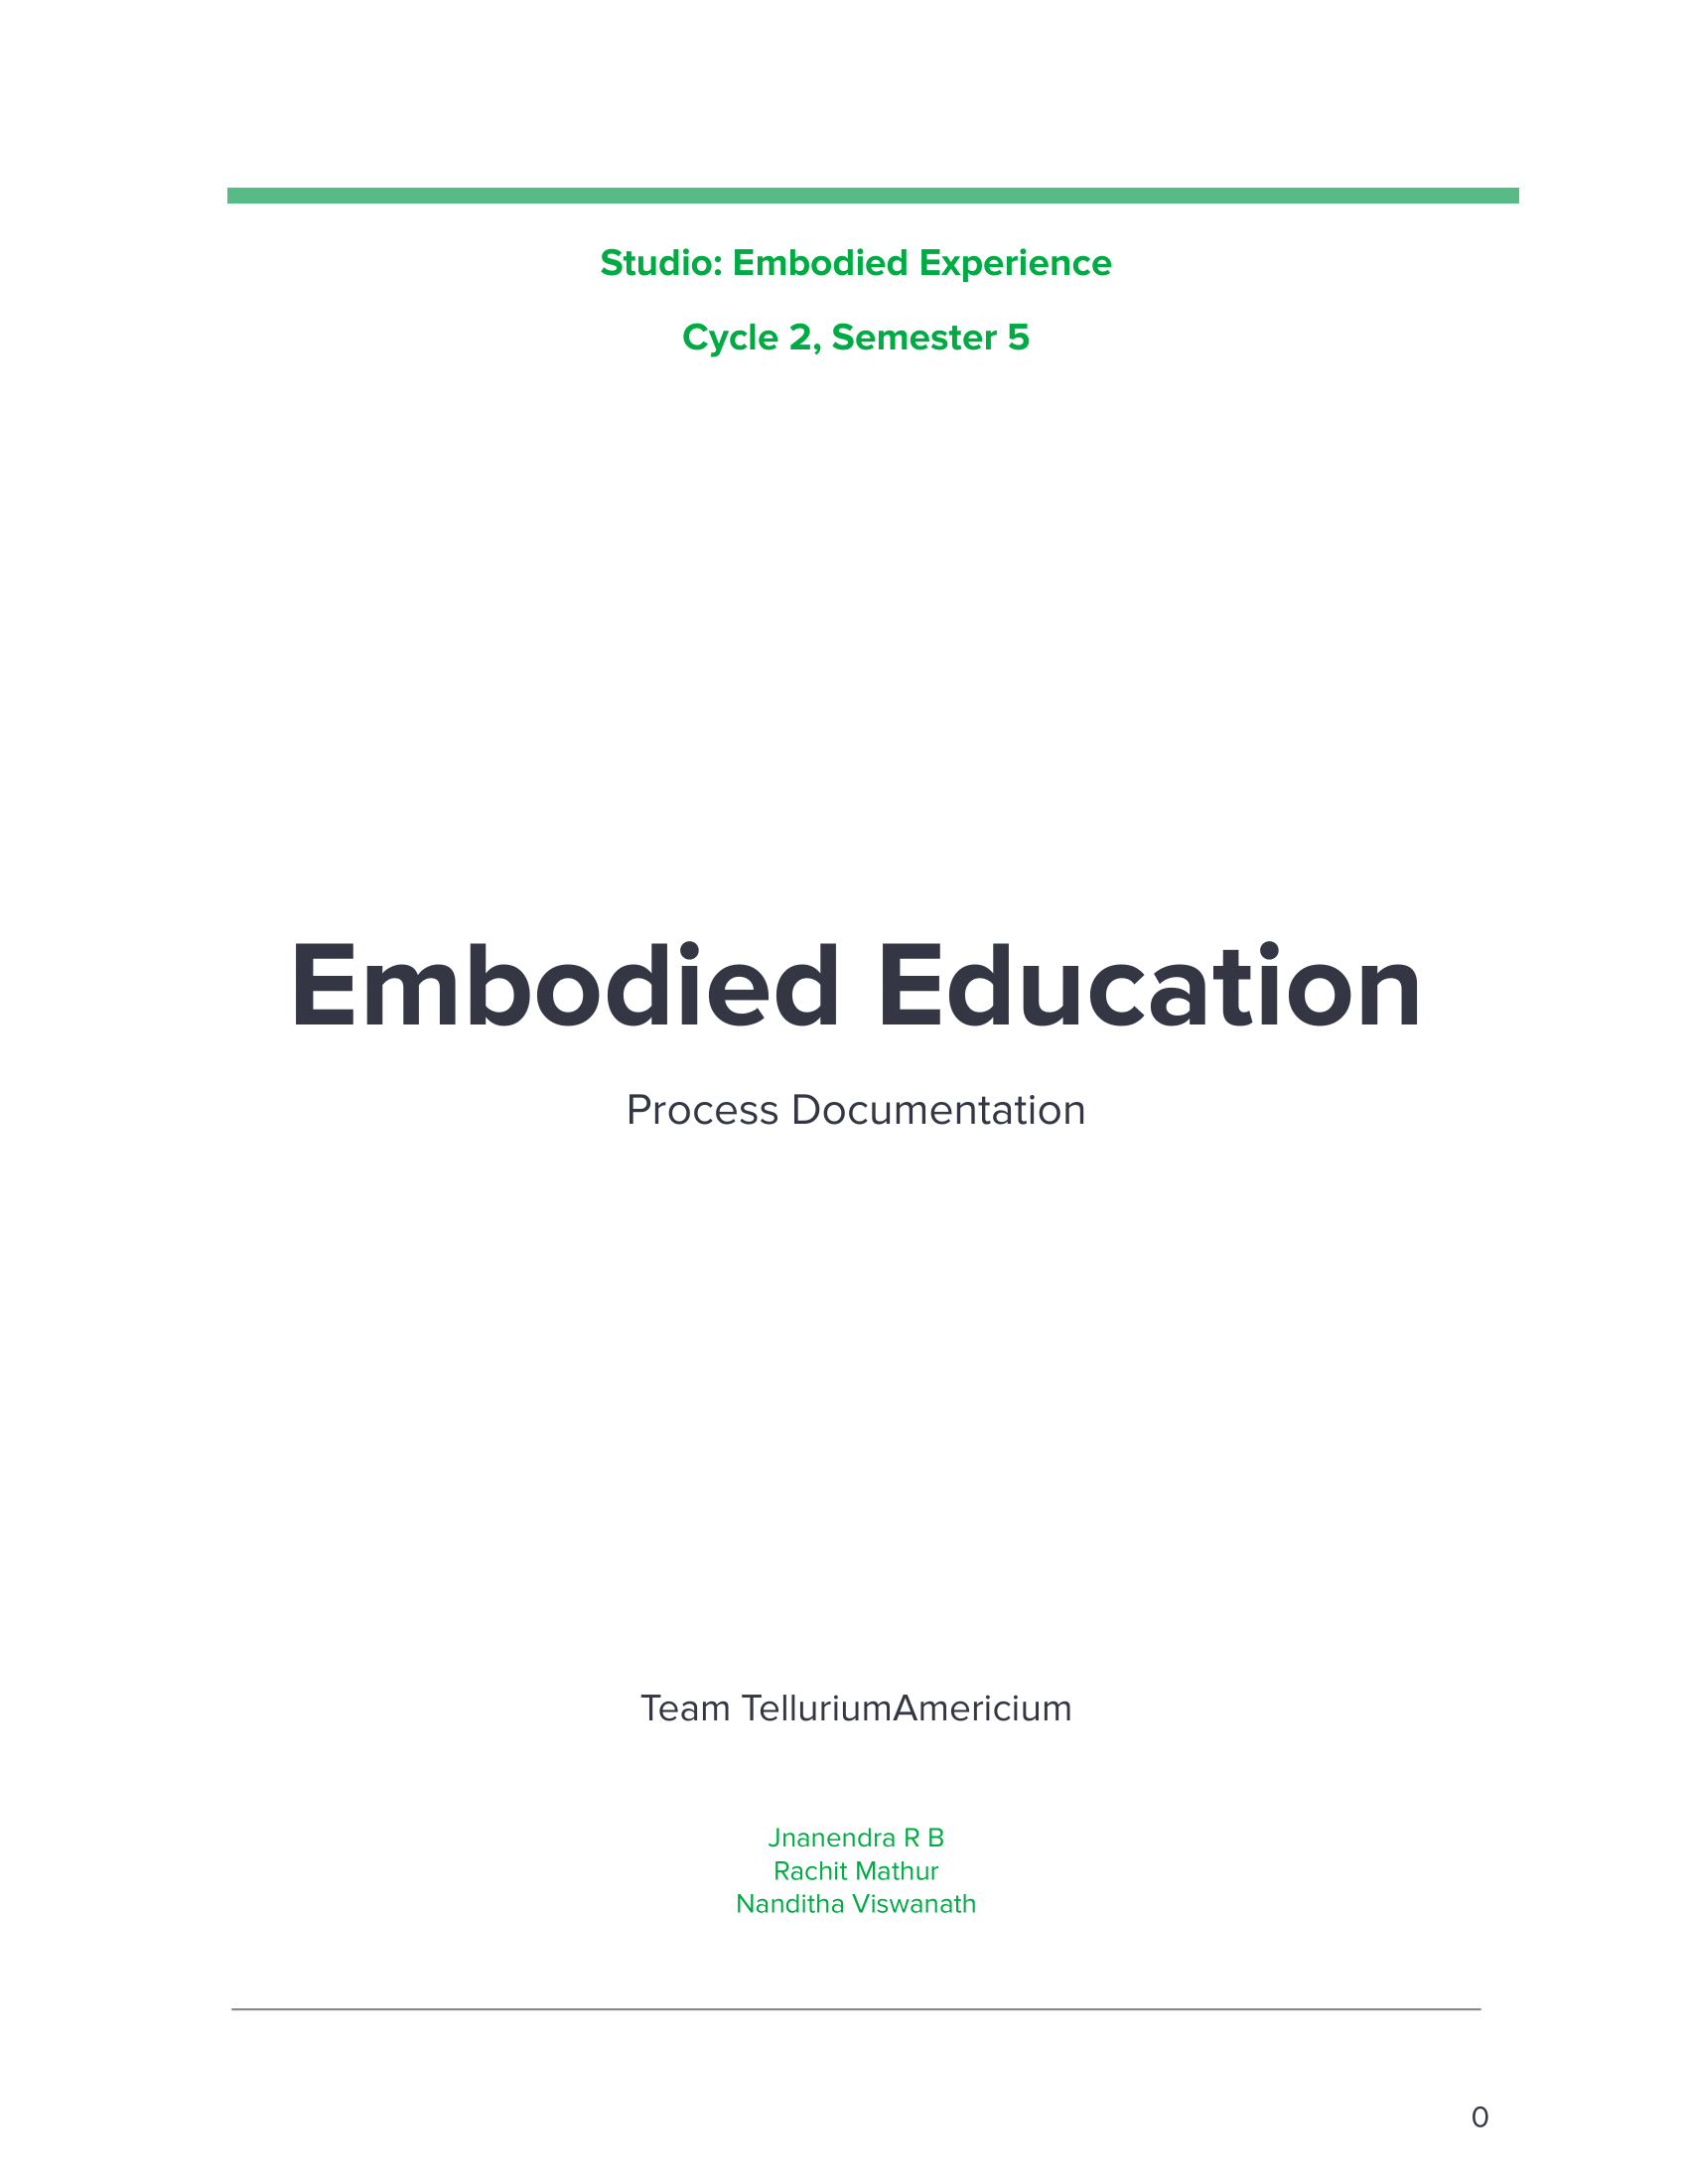 Studio: Embodied Experience
Cycle 2, Semester 5
Embodied Education
Process Documentation
Team TelluriumAmericium
Jnanendra R B
Rachit Mathur
Nanditha Viswanath
0